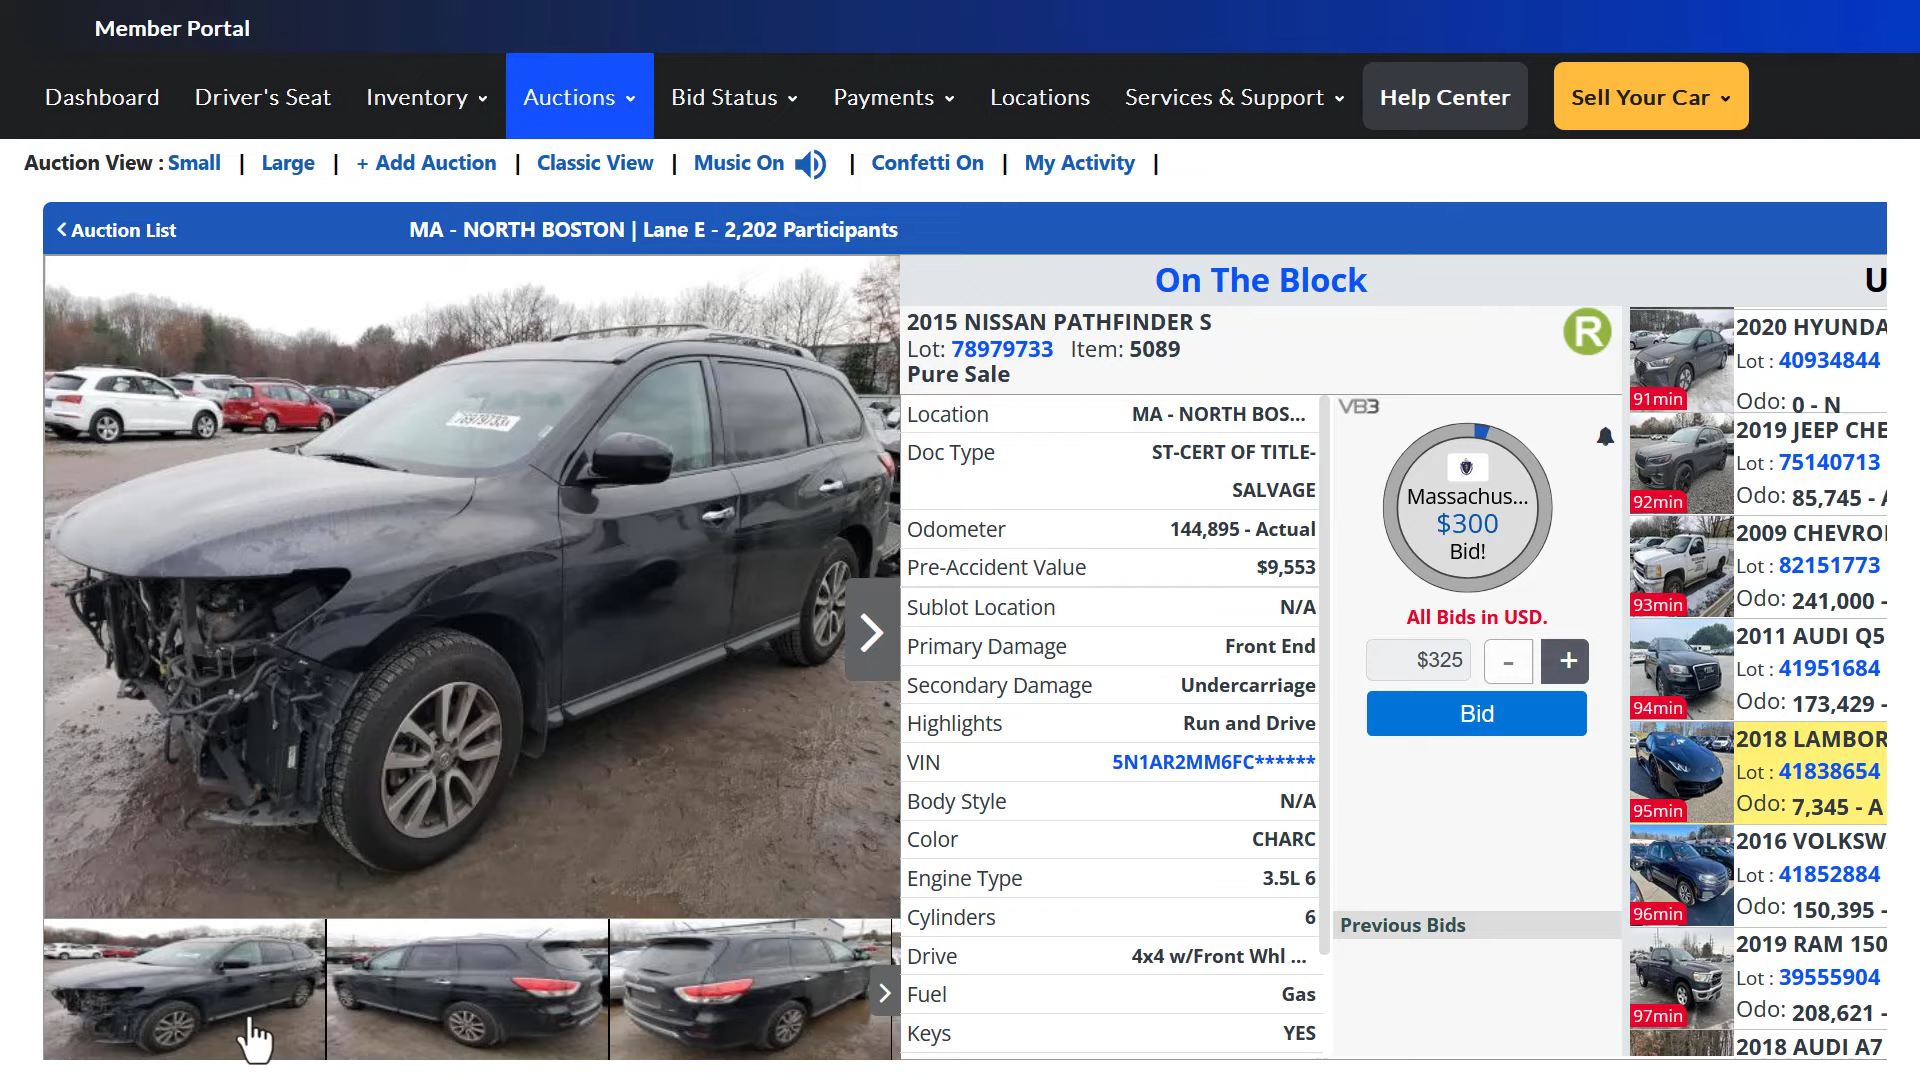 Member Portal
Dashboard Driver's Seat Inventory Auctions Bid Status Payments Locations Services & Support Help Center Sell Your Car
Auction View : Small | Large | + Add Auction | Classic View | Music On | Confetti On | My Activity |
Auction List MA - NORTH BOSTON | Lane E - 2,202 Participants
On The Block
U
2015 NISSAN PATHFINDER S
Lot: 78979733 Item: 5089
Pure Sale
R
Location MA - NORTH BOS...
Doc Type ST-CERT OF TITLE-
SALVAGE
Odometer 144,895 - Actual
Pre-Accident Value $9,553
Sublot Location N/A
Primary Damage Front End
Secondary Damage Undercarriage
Highlights Run and Drive
VIN 5N1AR2MM6FC******
Body Style N/A
Color CHARC
Engine Type 3.5L 6
Cylinders 6
Drive 4x4 w/Front Whl ...
Fuel Gas
Keys YES
78979733
VB3
Massachus...
$300
Bid!
All Bids in USD.
$325 - +
Bid
Previous Bids
2020 HYUNDA
Lot : 40934844
Odo: 0 - N
91min
2019 JEEP CHE
Lot : 75140713
Odo: 85,745 - A
92min
2009 CHEVRO
Lot : 82151773
Odo: 241,000 -
93min
2011 AUDI Q5
Lot : 41951684
Odo: 173,429 -
94min
2018 LAMBOR
Lot : 41838654
Odo: 7,345 - A
95min
2016 VOLKSW
Lot : 41852884
Odo: 150,395 -
96min
2019 RAM 150
Lot : 39555904
Odo: 208,621 -
97min
2018 AUDI A7